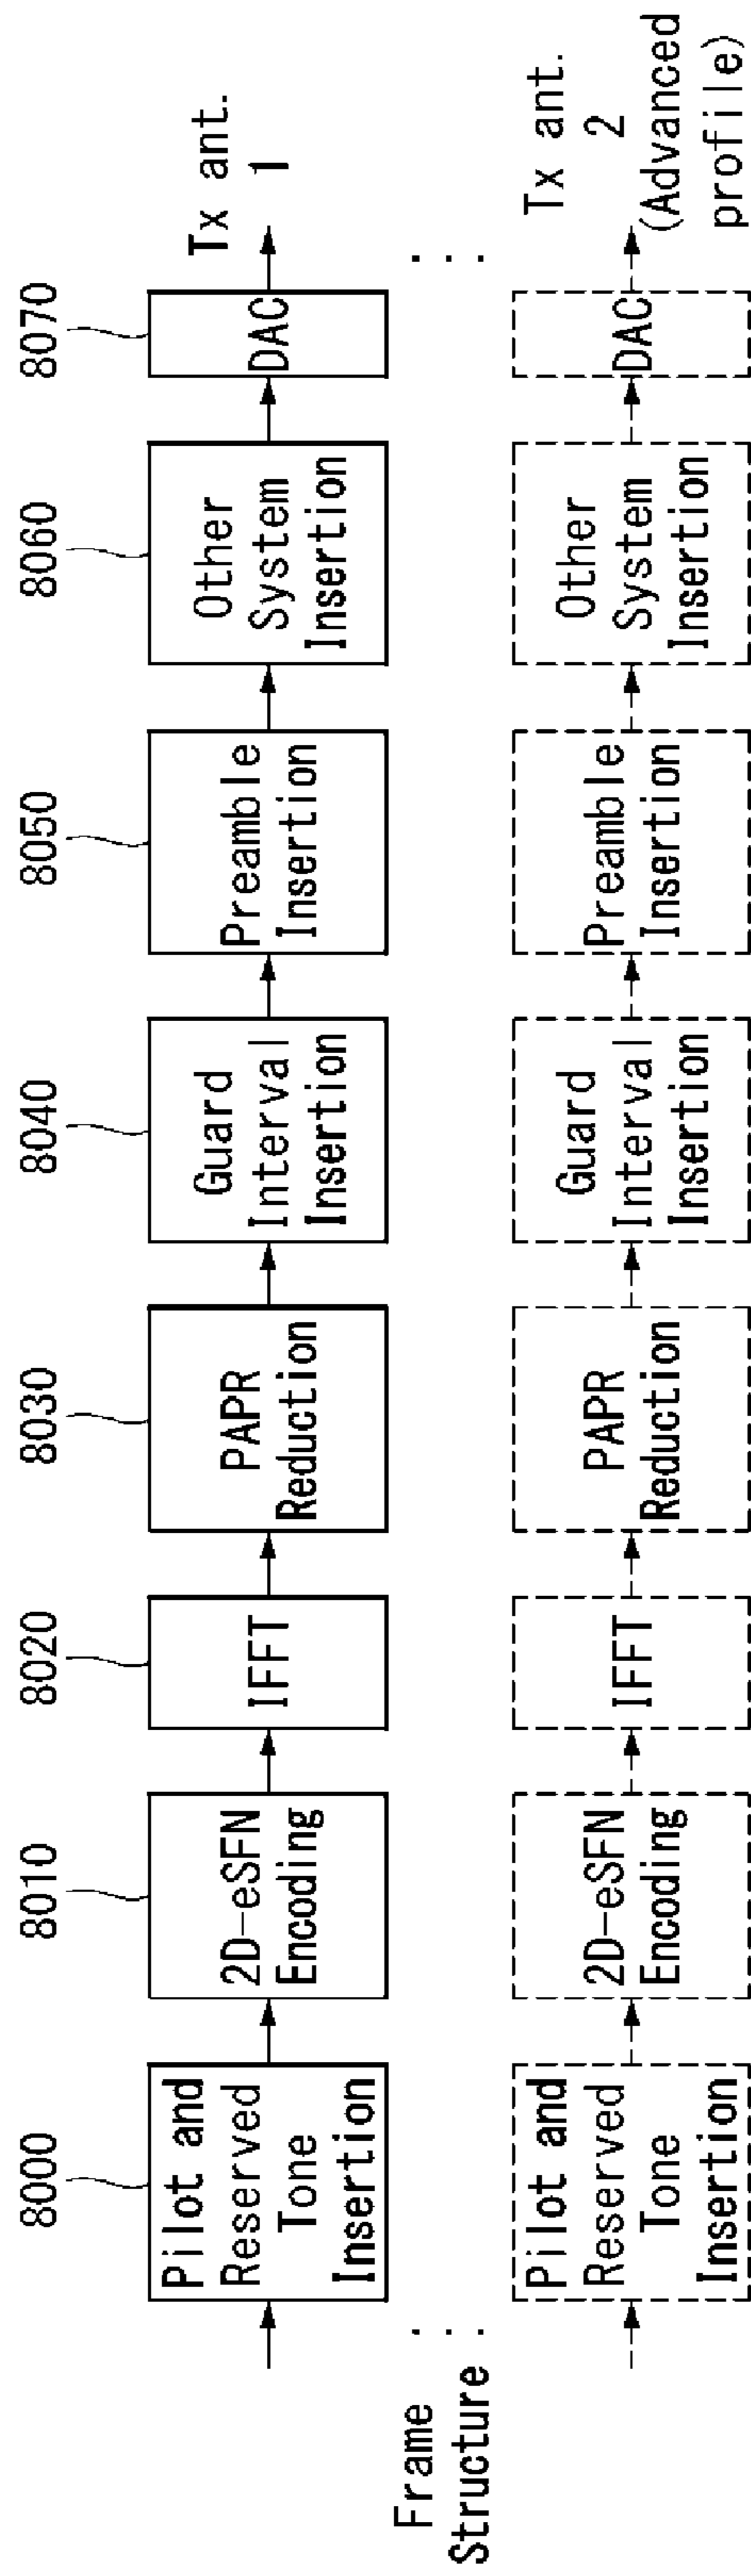 8000
8010
8020
8030
8040
8050
8060
8070
Pilot and
Reserved
Tone
Insertion
2D-eSFN
Encoding
IFFT
PAPR
Reduction
Guard
Interval
Insertion
Preamble
Insertion
Other
System
Insertion
DAC
Tx ant.
1
Frame
Structure
Pilot and
Reserved
Tone
Insertion
2D-eSFN
Encoding
IFFT
PAPR
Reduction
Guard
Interval
Insertion
Preamble
Insertion
Other
System
Insertion
DAC
Tx ant.
2
(Advanced
profile)